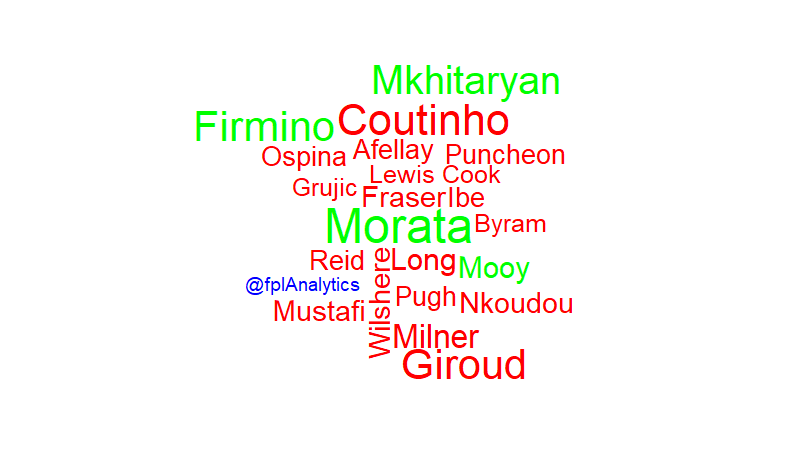 Mkhitaryan
Firmino Coutinho
Ospina Afellay Puncheon
Lewis Cook
Grujic Fraser Ibe
Morata Byram
Reid Long Mooy
@fplAnalytics
Mustafi Wilshere Pugh Nkoudou
Milner
Giroud